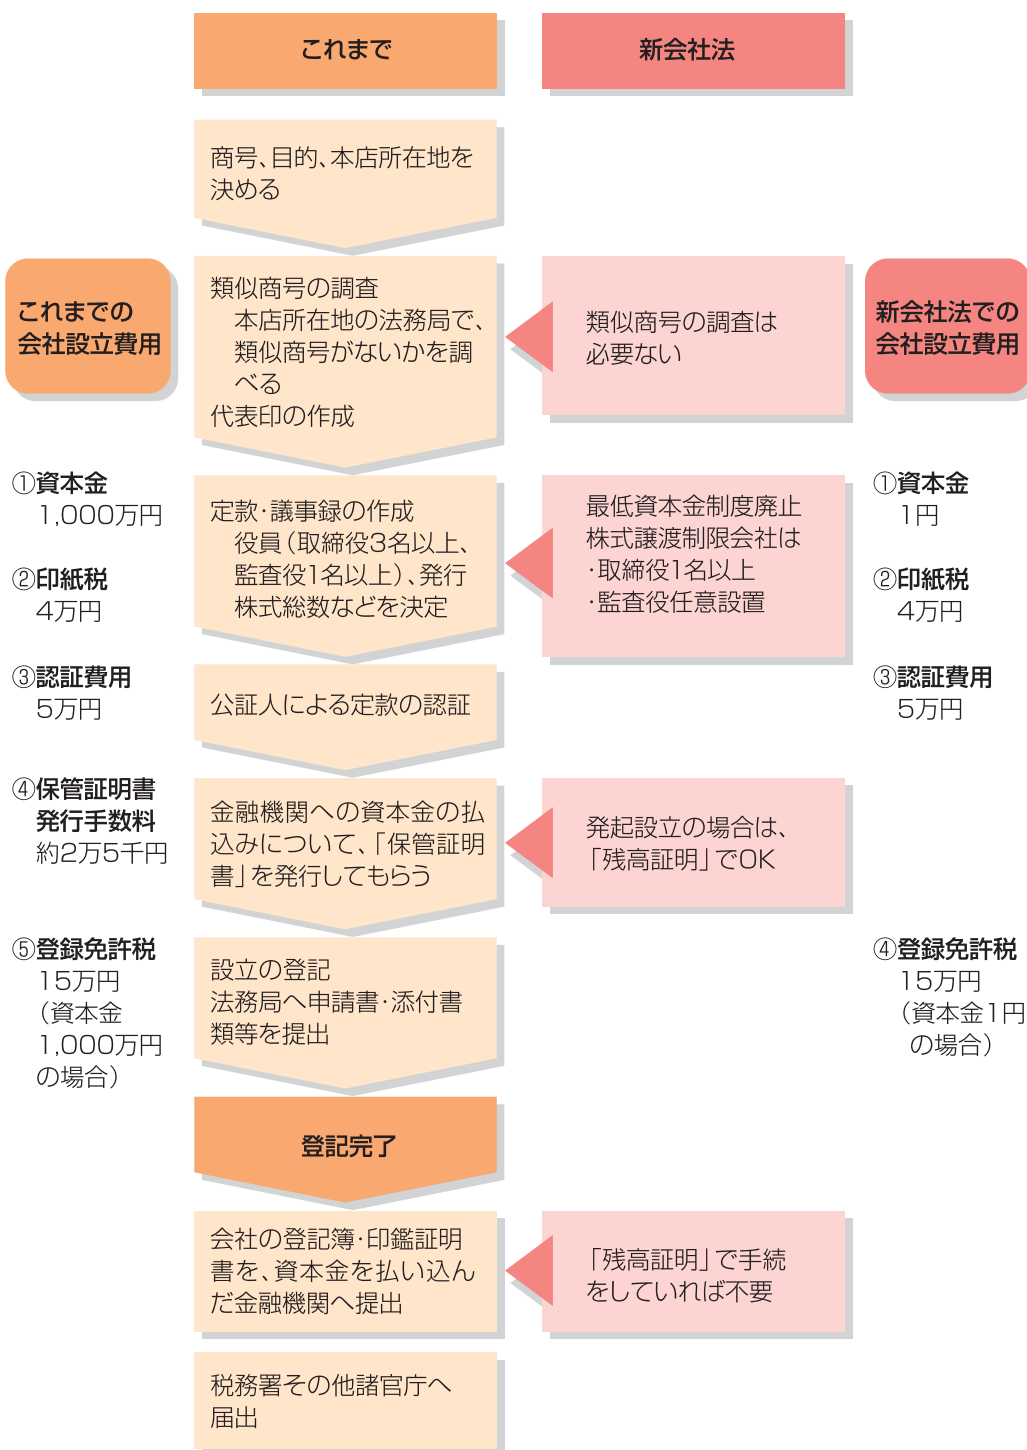 これまで
新会社法
商号、目的、本店所在地を
決める
これまでの
会社設立費用
類似商号の調査
本店所在地の法務局で、
類似商号がないかを調
べる
代表印の作成
類似商号の調査は
必要ない
新会社法での
会社設立費用
①資本金
1,000万円
②印紙税
4万円
定款・議事録の作成
役員（取締役3名以上、
監査役1名以上）、発行
株式総数などを決定
最低資本金制度廃止
株式譲渡制限会社は
・取締役1名以上
・監査役任意設置
①資本金
1円
②印紙税
4万円
③認証費用
5万円
公証人による定款の認証
③認証費用
5万円
④保管証明書
発行手数料
約2万5千円
金融機関への資本金の払
込みについて、「保管証明
書」を発行してもらう
発起設立の場合は、
「残高証明」でOK
⑤登録免許税
15万円
（資本金
1,000万円
の場合）
設立の登記
法務局へ申請書・添付書
類等を提出
④登録免許税
15万円
（資本金1円
の場合）
登記完了
会社の登記簿・印鑑証明
書を、資本金を払い込ん
だ金融機関へ提出
「残高証明」で手続
をしていれば不要
税務署その他諸官庁へ
届出